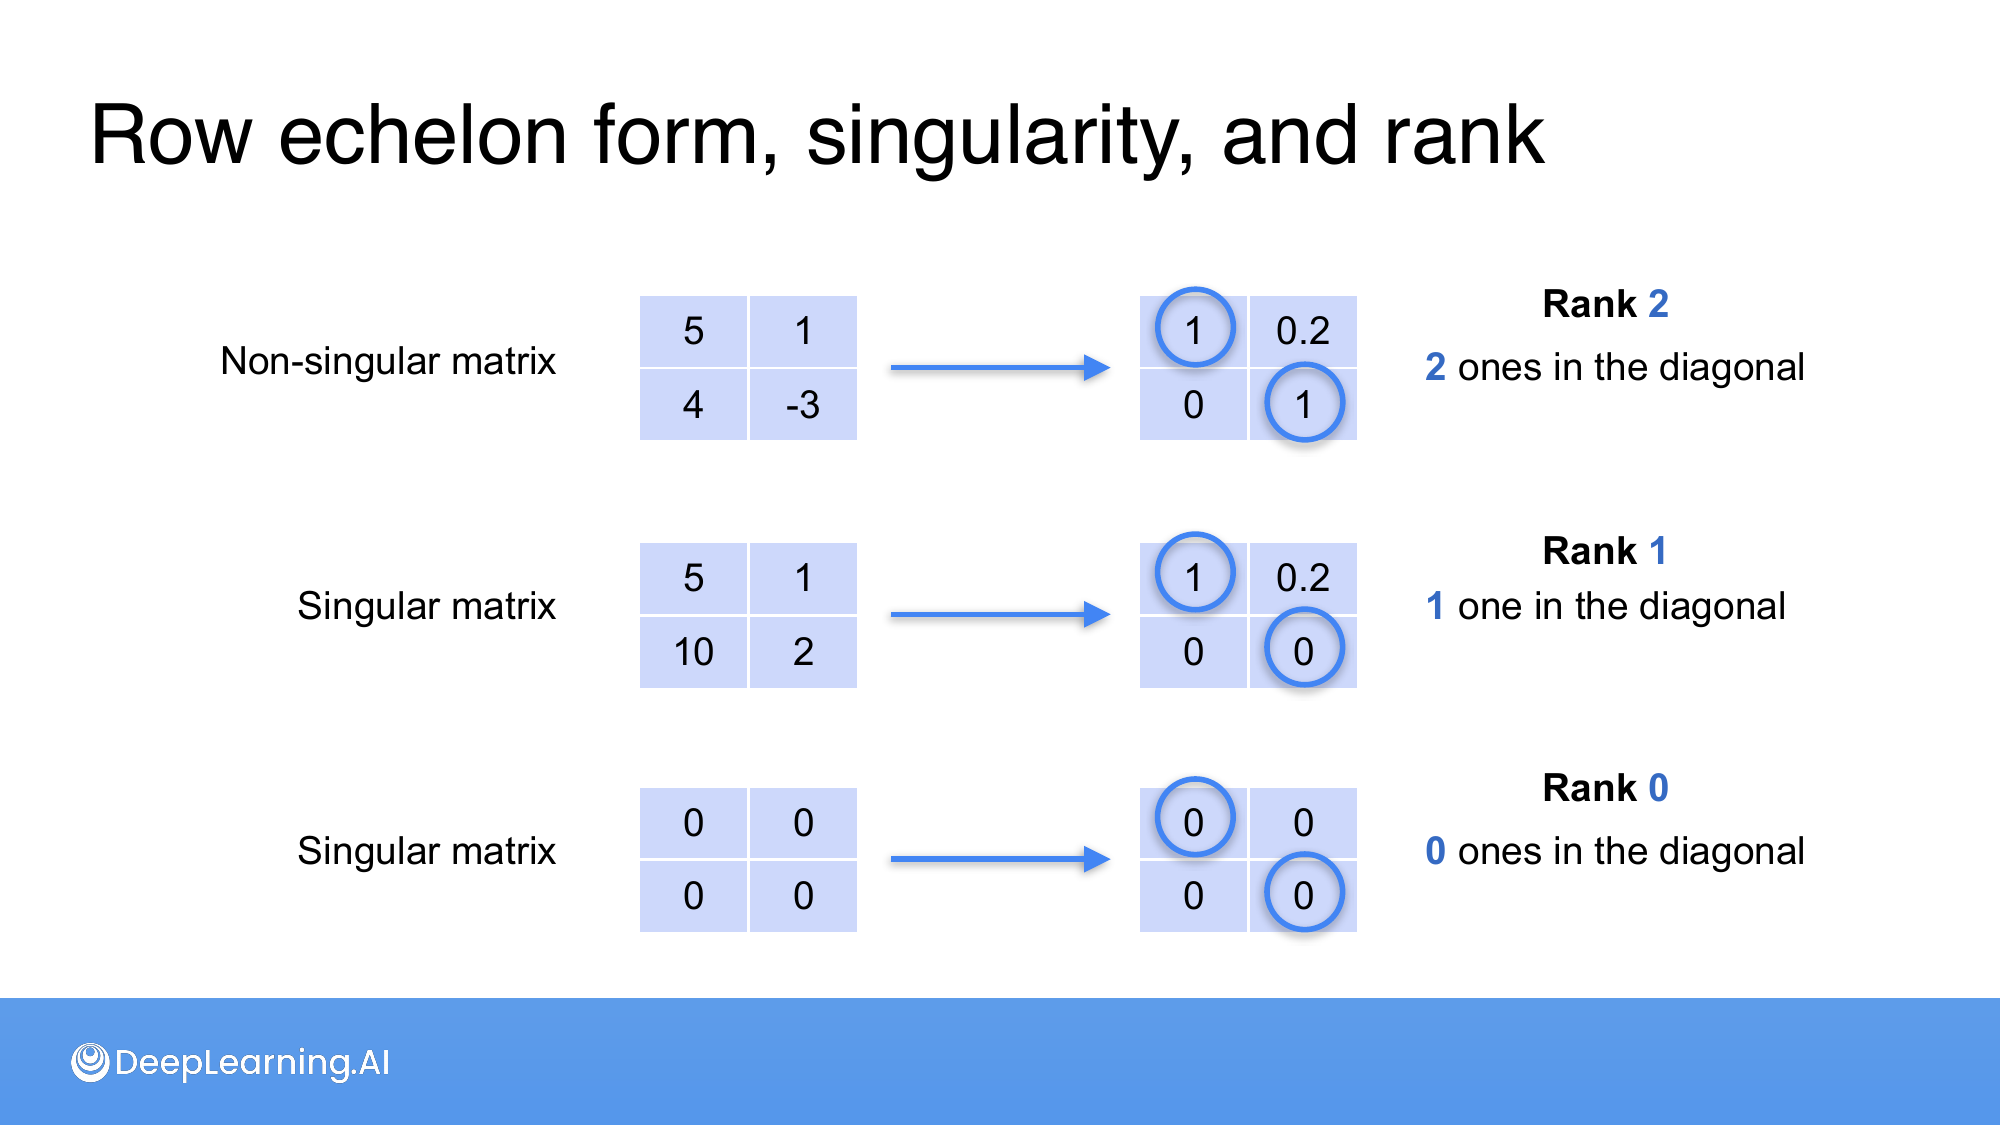 Row echelon form, singularity, and rank
Non-singular matrix
5 1
4 -3
1 0.2
0 1
Rank 2
2 ones in the diagonal
Singular matrix
5 1
10 2
1 0.2
0 0
Rank 1
1 one in the diagonal
Singular matrix
0 0
0 0
0 0
0 0
Rank 0
0 ones in the diagonal
DeepLearning.AI